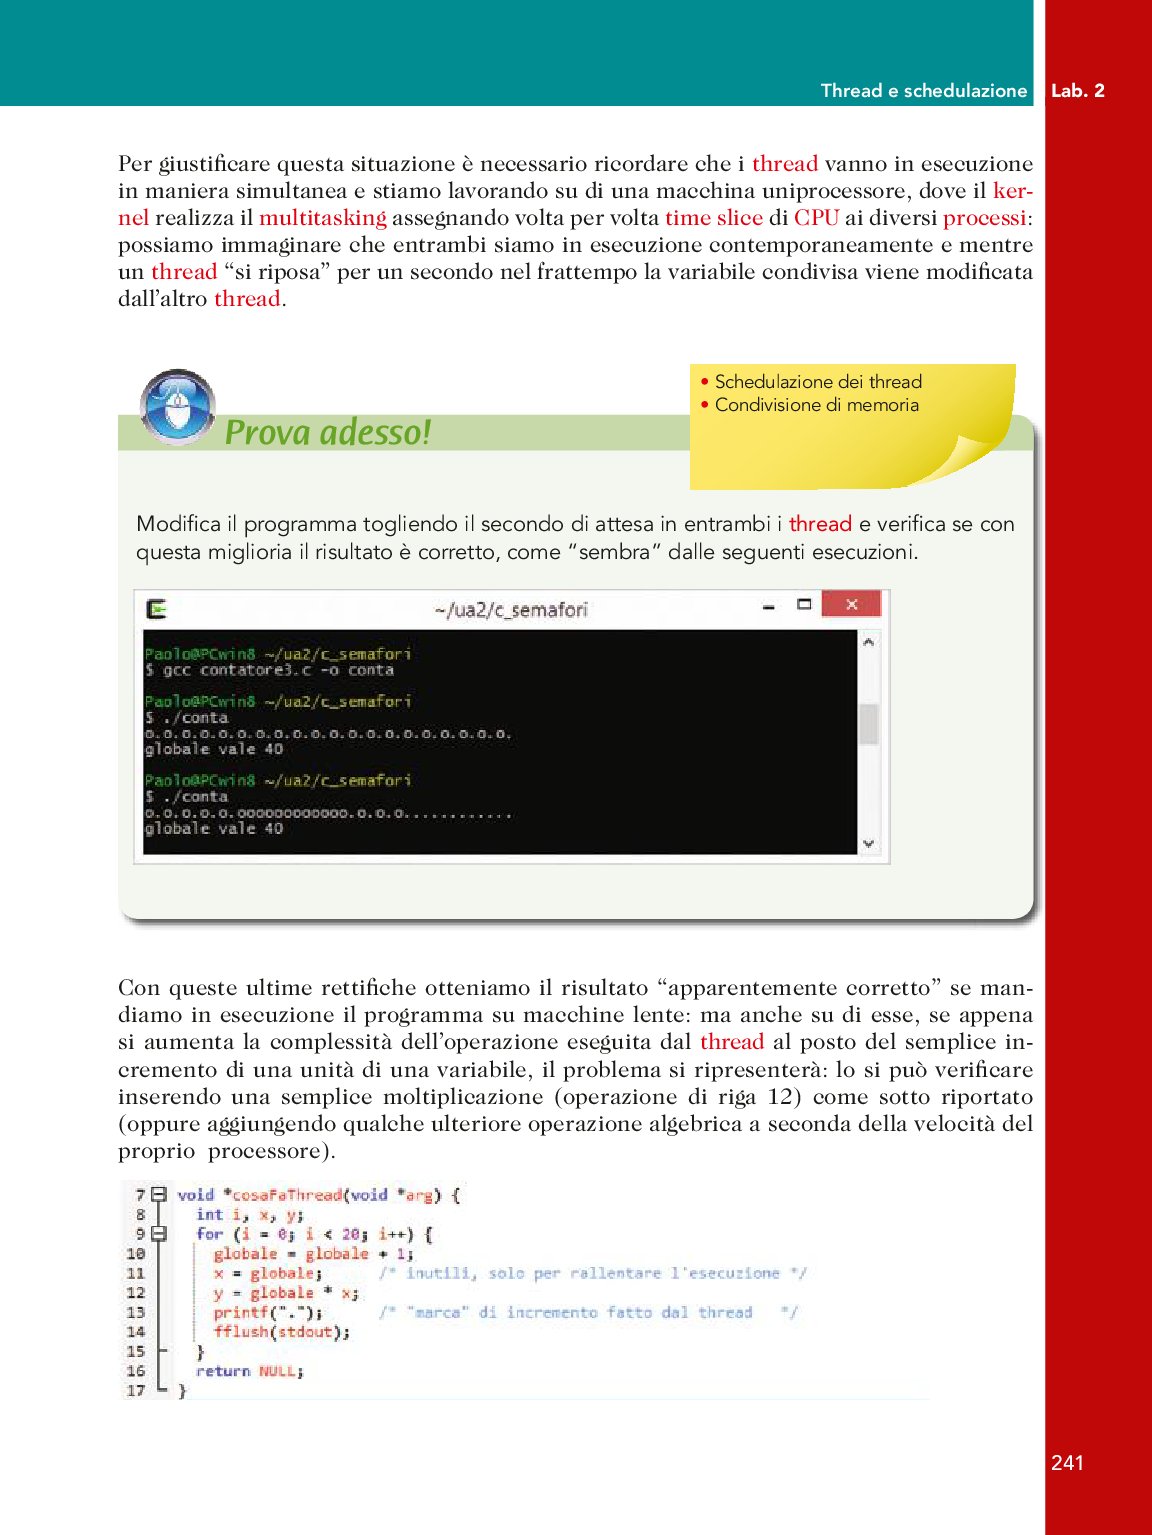 Thread e schedulazione Lab. 2
Per giustificare questa situazione è necessario ricordare che i thread vanno in esecuzione
in maniera simultanea e stiamo lavorando su di una macchina uniprocessore, dove il ker-
nel realizza il multitasking assegnando volta per volta time slice di CPU ai diversi processi:
possiamo immaginare che entrambi siamo in esecuzione contemporaneamente e mentre
un thread “si riposa” per un secondo nel frattempo la variabile condivisa viene modificata
dall’altro thread.
• Schedulazione dei thread
• Condivisione di memoria
Prova adesso!
Modifica il programma togliendo il secondo di attesa in entrambi i thread e verifica se con
questa miglioria il risultato è corretto, come “sembra” dalle seguenti esecuzioni.
~/ua2/c_semafori
Paolo@PCwin8 ~/ua2/c_semafori
$ gcc contatore3.c -o conta
Paolo@PCwin8 ~/ua2/c_semafori
$ ./conta
o.o.o.o.o.o.o.o.o.o.o.o.o.o.o.o.o.o.o.o.
globale vale 40
Paolo@PCwin8 ~/ua2/c_semafori
$ ./conta
o.o.o.o.o.oooooooooooo.o.o.o............
globale vale 40
Con queste ultime rettifiche otteniamo il risultato “apparentemente corretto” se man-
diamo in esecuzione il programma su macchine lente: ma anche su di esse, se appena
si aumenta la complessità dell’operazione eseguita dal thread al posto del semplice in-
cremento di una unità di una variabile, il problema si ripresenterà: lo si può verificare
inserendo una semplice moltiplicazione (operazione di riga 12) come sotto riportato
(oppure aggiungendo qualche ulteriore operazione algebrica a seconda della velocità del
proprio processore).
7 void *cosaFaThread(void *arg) {
8 int i, x, y;
9 for (i = 0; i < 20; i++) {
10 globale = globale + 1;
11 x = globale; /* inutili, solo per rallentare l'esecuzione */
12 y = globale * x;
13 printf("."); /* "marca" di incremento fatto dal thread */
14 fflush(stdout);
15 }
16 return NULL;
17 }
241